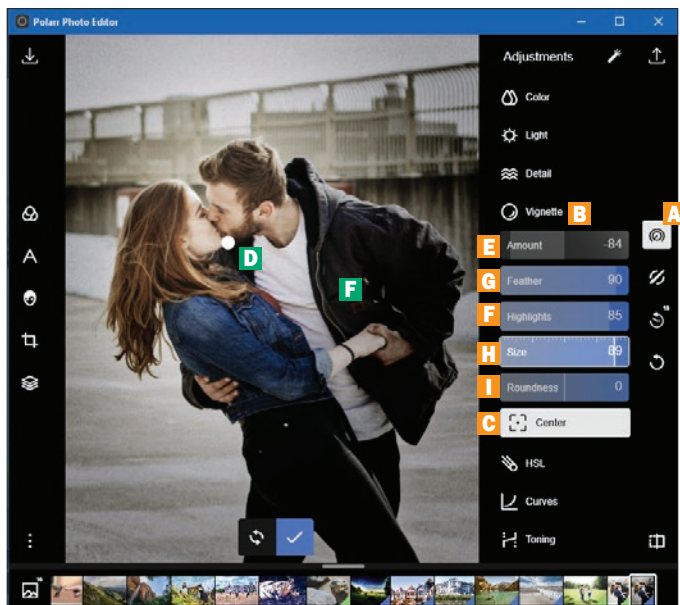 Polarr Photo Editor
Adjustments
Color
Light
Detail
A
Vignette B
D
E Amount -84
G Feather 90
F
F Highlights 85
18
H Size 89
I Roundness 0
C Center
HSL
Curves
Toning